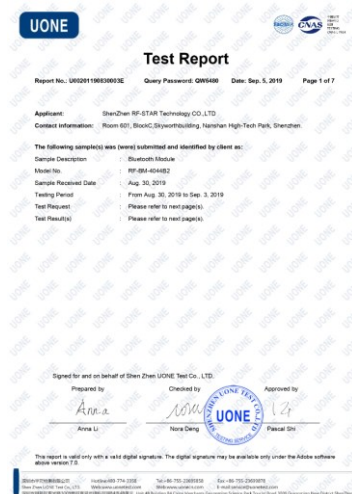 UONE
CNAS
Test Report
Report No.: U00201190830003E Query Password: QW6480 Date: Sep. 5, 2019 Page 1 of 7
Applicant: ShenZhen RF-STAR Technology CO.,LTD
Contact information: Room 601, BlockC,Skyworthbuilding, Nanshan High-Tech Park, Shenzhen.
The following sample(s) was (were) submitted and identified by client as:
Sample Description : Bluetooth Module
Model No. : RF-BM-4044B2
Sample Received Date : Aug. 30, 2019
Testing Period : From Aug. 30, 2019 to Sep. 3, 2019
Test Request : Please refer to next page(s).
Test Result(s) : Please refer to next page(s).
Signed for and on behalf of Shen Zhen UONE Test Co., LTD.
Prepared by Checked by Approved by
Anna
UONE
Anna Li Nora Deng Pascal Shi
This report is valid only with a valid digital signature. The digital signature may be available only under the Adobe software
above version 7.0.